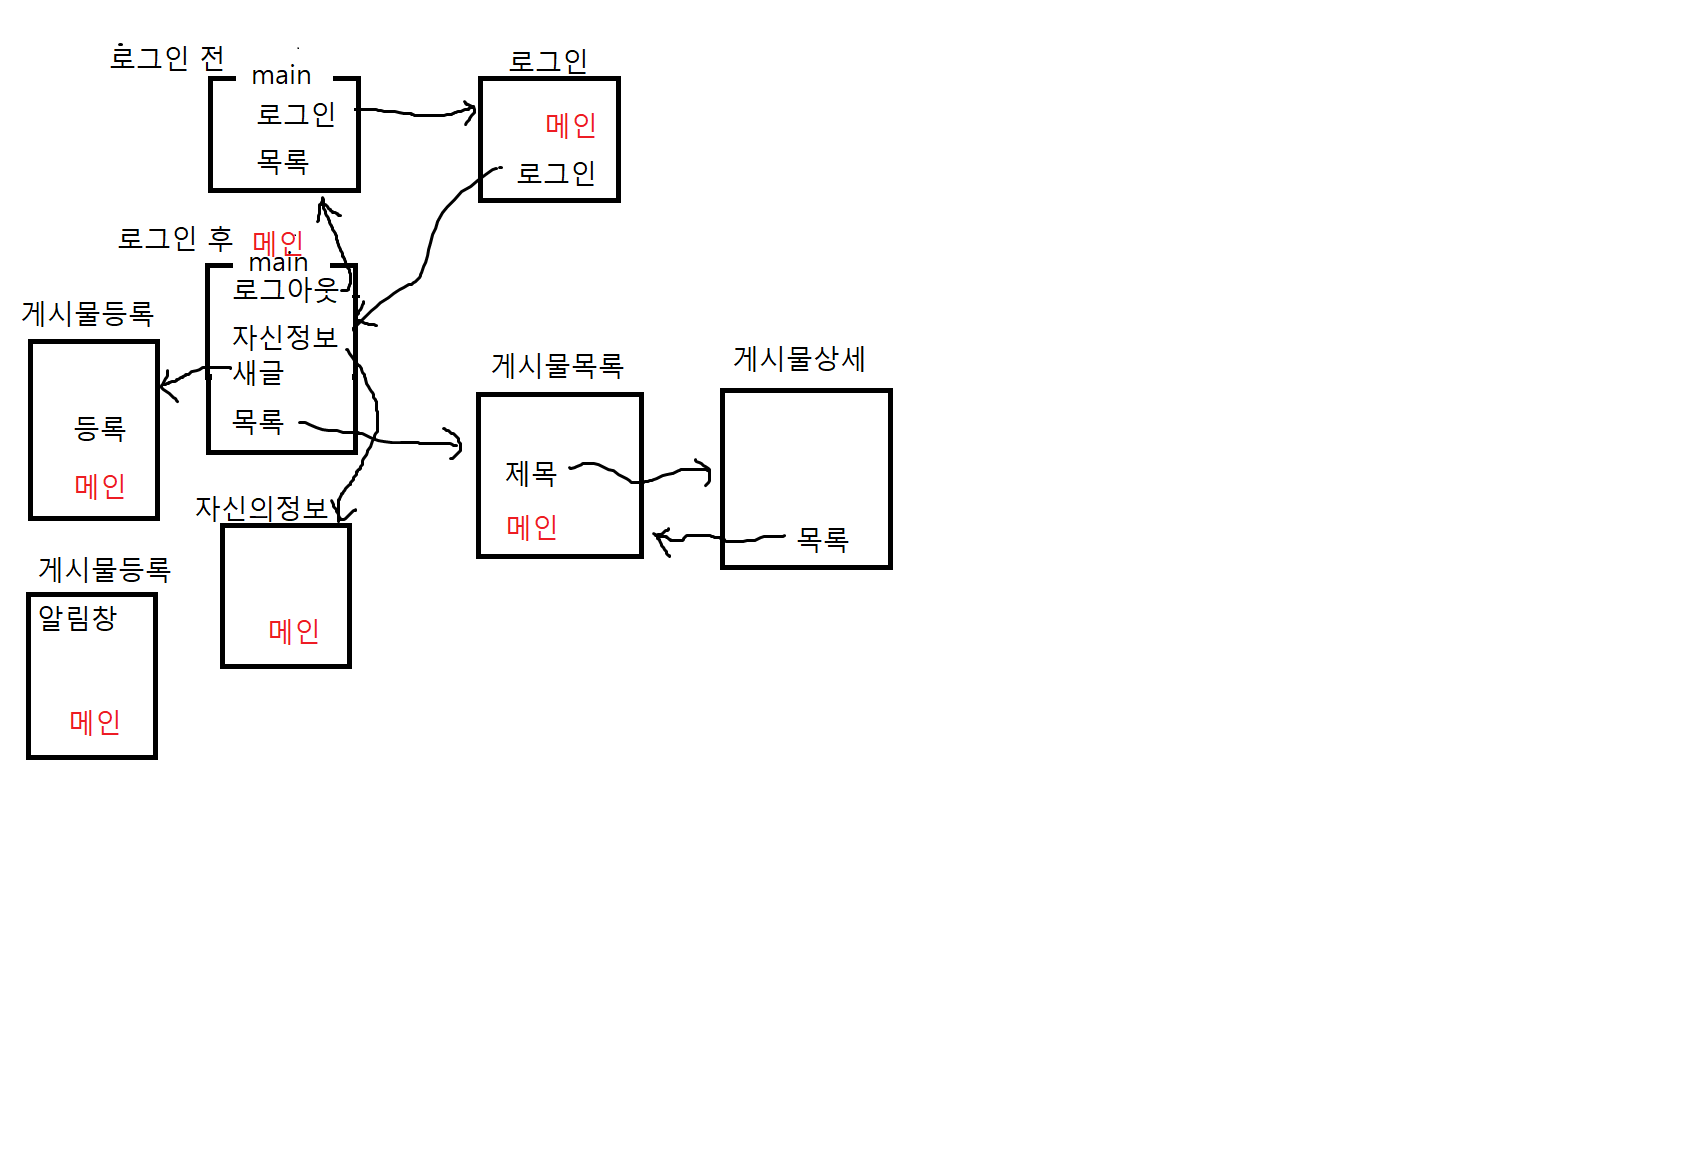 로그인 전
main
로그인
목록
로그인
메인
로그인
로그인 후
메인
main
로그아웃
자신정보
새글
목록
게시물등록
등록
메인
게시물목록
제목
메인
게시물상세
목록
자신의정보
메인
게시물등록
알림창
메인